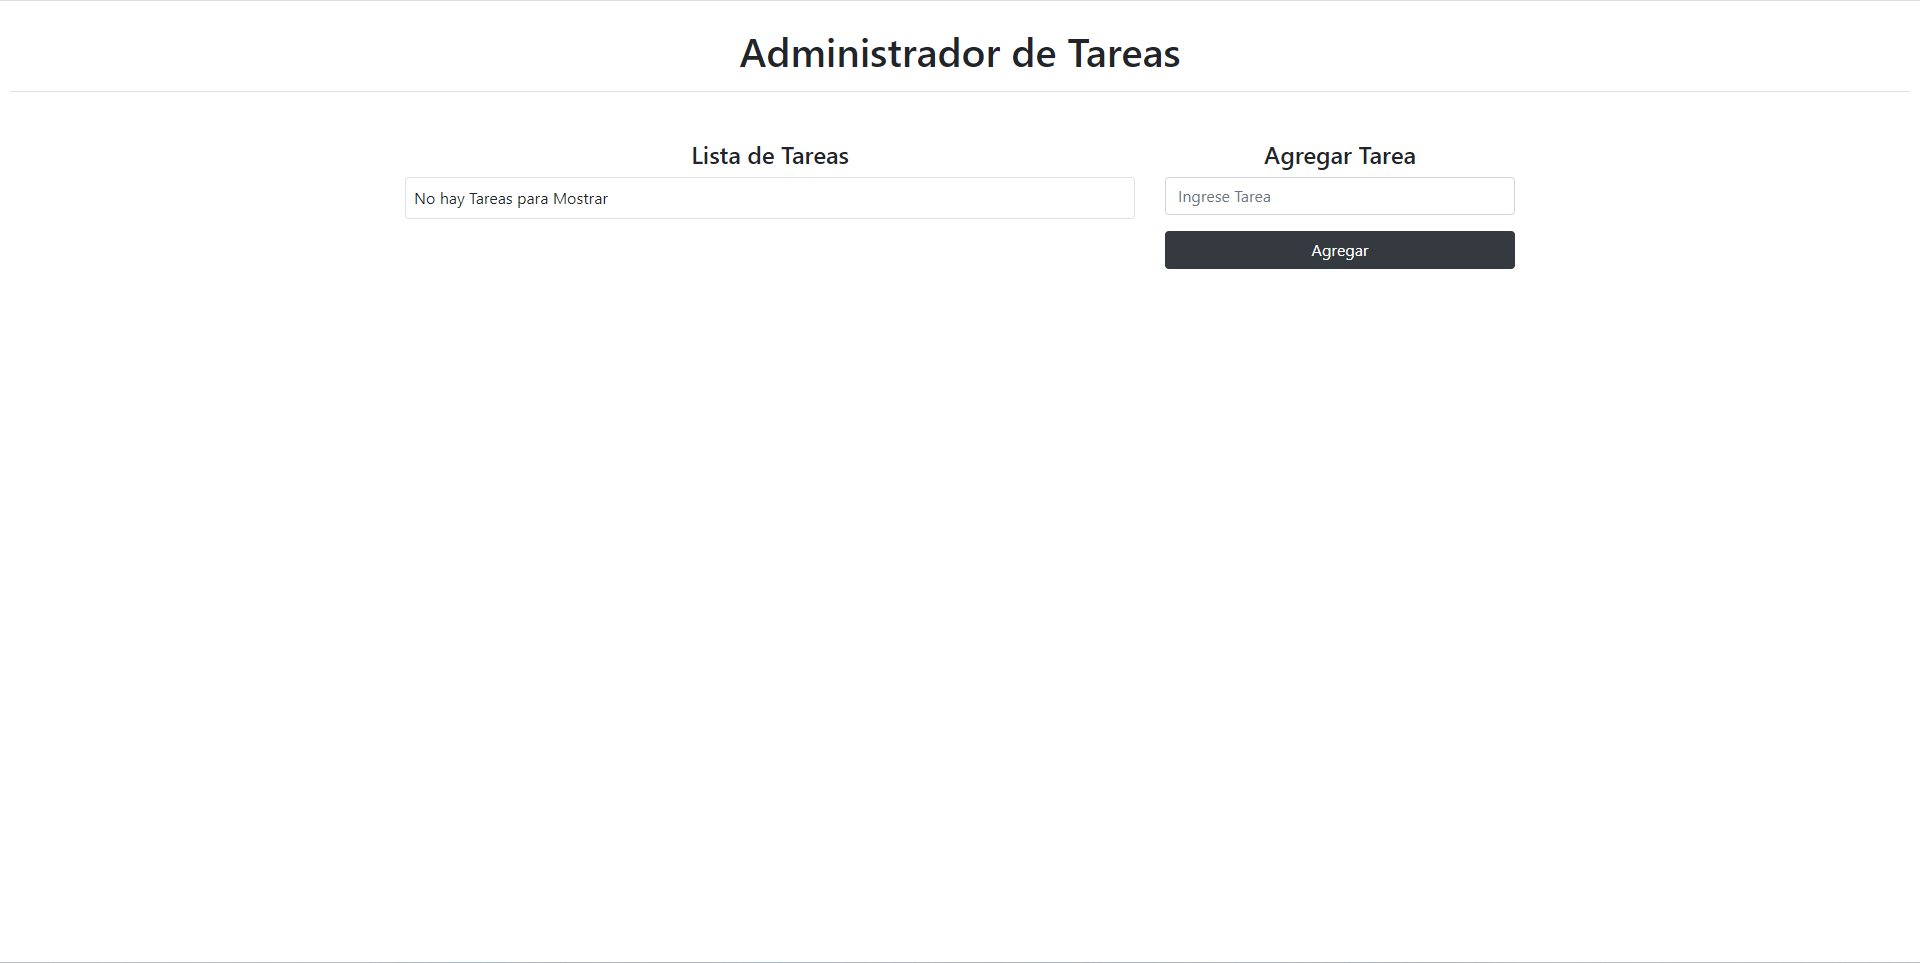 Administrador de Tareas
Lista de Tareas
No hay Tareas para Mostrar
Agregar Tarea
Ingrese Tarea
Agregar